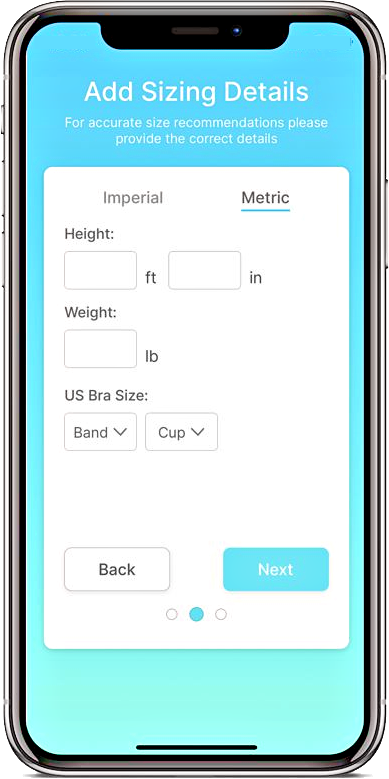 Add Sizing Details
For accurate size recommendations please
provide the correct details
Imperial Metric
Height:
ft in
Weight:
lb
US Bra Size:
Band Cup
Back Next